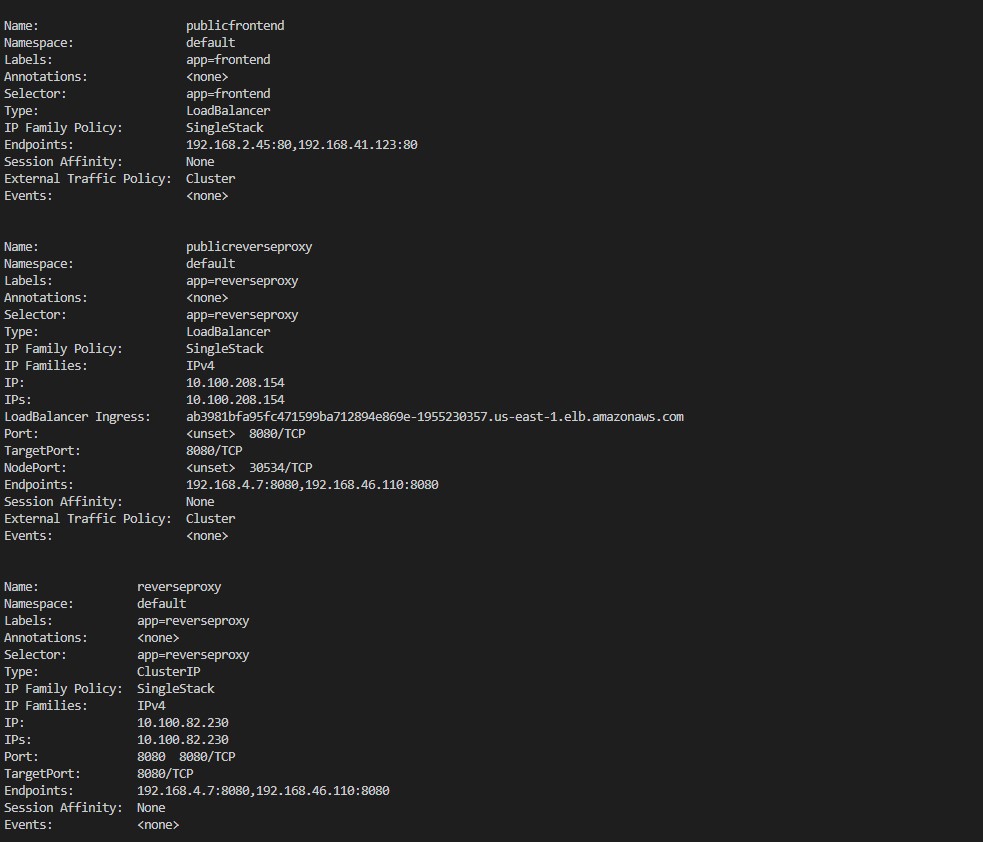 Name:                     publicfrontend
Namespace:                default
Labels:                   app=frontend
Annotations:              <none>
Selector:                 app=frontend
Type:                     LoadBalancer
IP Family Policy:         SingleStack
Endpoints:                192.168.2.45:80,192.168.41.123:80
Session Affinity:         None
External Traffic Policy:  Cluster
Events:                   <none>

Name:                     publicreverseproxy
Namespace:                default
Labels:                   app=reverseproxy
Annotations:              <none>
Selector:                 app=reverseproxy
Type:                     LoadBalancer
IP Family Policy:         SingleStack
IP Families:              IPv4
IP:                       10.100.208.154
IPs:                      10.100.208.154
LoadBalancer Ingress:     ab3981bfa95fc471599ba712894e869e-1955230357.us-east-1.elb.amazonaws.com
Port:                     <unset>  8080/TCP
TargetPort:               8080/TCP
NodePort:                 <unset>  30534/TCP
Endpoints:                192.168.4.7:8080,192.168.46.110:8080
Session Affinity:         None
External Traffic Policy:  Cluster
Events:                   <none>

Name:              reverseproxy
Namespace:         default
Labels:            app=reverseproxy
Annotations:       <none>
Selector:          app=reverseproxy
Type:              ClusterIP
IP Family Policy:  SingleStack
IP Families:       IPv4
IP:                10.100.82.230
IPs:               10.100.82.230
Port:              8080  8080/TCP
TargetPort:        8080/TCP
Endpoints:         192.168.4.7:8080,192.168.46.110:8080
Session Affinity:  None
Events:            <none>